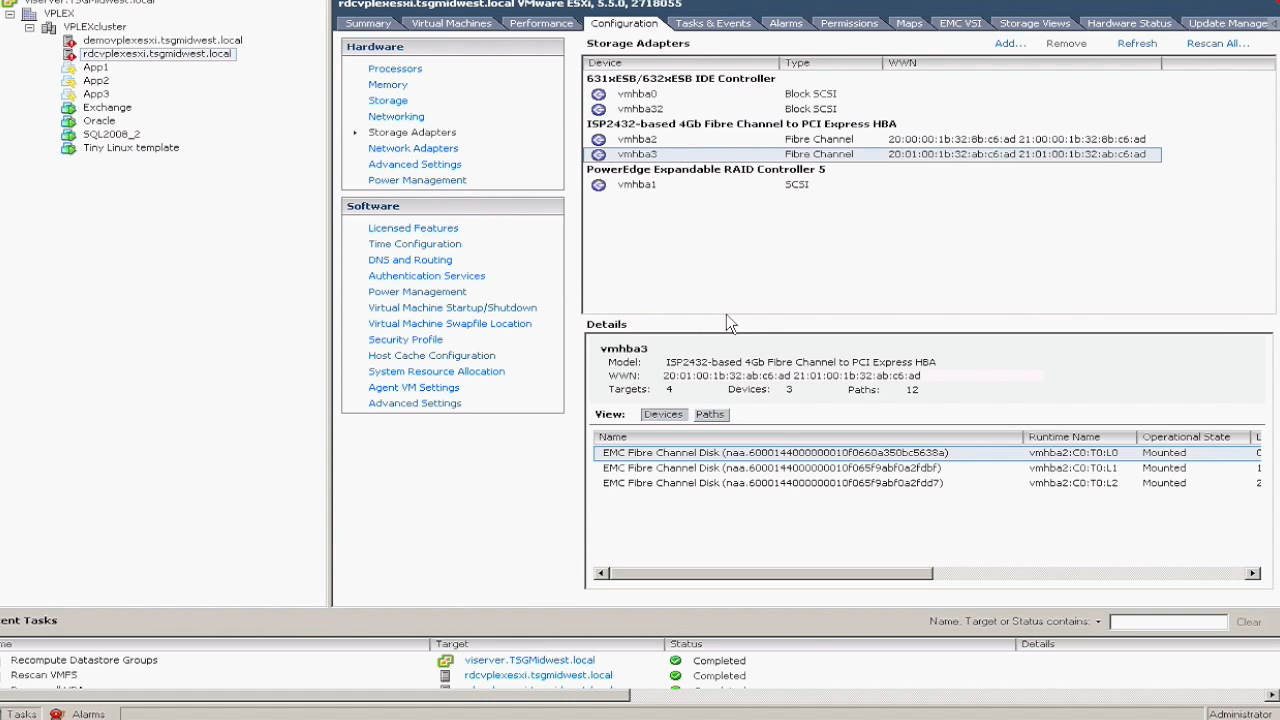 viserver.TSGMidwest.local
VPLEX
VPLEXcluster
demovplexesxi.tsgmidwest.local
rdcvplexesxi.tsgmidwest.local
App1
App2
App3
Exchange
Oracle
SQL2008_2
Tiny Linux template
rdcvplexesxi.tsgmidwest.local VMware ESXi, 5.5.0, 2718055
Summary Virtual Machines Performance Configuration Tasks & Events Alarms Permissions Maps EMC VSI Storage Views Hardware Status Update Manage
Hardware
Processors
Memory
Storage
Networking
Storage Adapters
Network Adapters
Advanced Settings
Power Management
Software
Licensed Features
Time Configuration
DNS and Routing
Authentication Services
Power Management
Virtual Machine Startup/Shutdown
Virtual Machine Swapfile Location
Security Profile
Host Cache Configuration
System Resource Allocation
Agent VM Settings
Advanced Settings
Storage Adapters Add... Remove Refresh Rescan All...
Device Type WWN
631xESB/632xESB IDE Controller
vmhba0 Block SCSI
vmhba32 Block SCSI
ISP2432-based 4Gb Fibre Channel to PCI Express HBA
vmhba2 Fibre Channel 20:00:00:1b:32:8b:c6:ad 21:00:00:1b:32:8b:c6:ad
vmhba3 Fibre Channel 20:01:00:1b:32:ab:c6:ad 21:01:00:1b:32:ab:c6:ad
PowerEdge Expandable RAID Controller 5
vmhba1 SCSI
Details
vmhba3
Model: ISP2432-based 4Gb Fibre Channel to PCI Express HBA
WWN: 20:01:00:1b:32:ab:c6:ad 21:01:00:1b:32:ab:c6:ad
Targets: 4 Devices: 3 Paths: 12
View: Devices Paths
Name Runtime Name Operational State L
EMC Fibre Channel Disk (naa.6000144000000010f0660a350bc5638a) vmhba2:C0:T0:L0 Mounted 0
EMC Fibre Channel Disk (naa.6000144000000010f065f9abf0a2fdbf) vmhba2:C0:T0:L1 Mounted 1
EMC Fibre Channel Disk (naa.6000144000000010f065f9abf0a2fdd7) vmhba2:C0:T0:L2 Mounted 2
ent Tasks Name, Target or Status contains: Clear
me Target Status Details
Recompute Datastore Groups viserver.TSGMidwest.local Completed
Rescan VMFS rdcvplexesxi.tsgmidwest.local Completed
Tasks Alarms Administrator